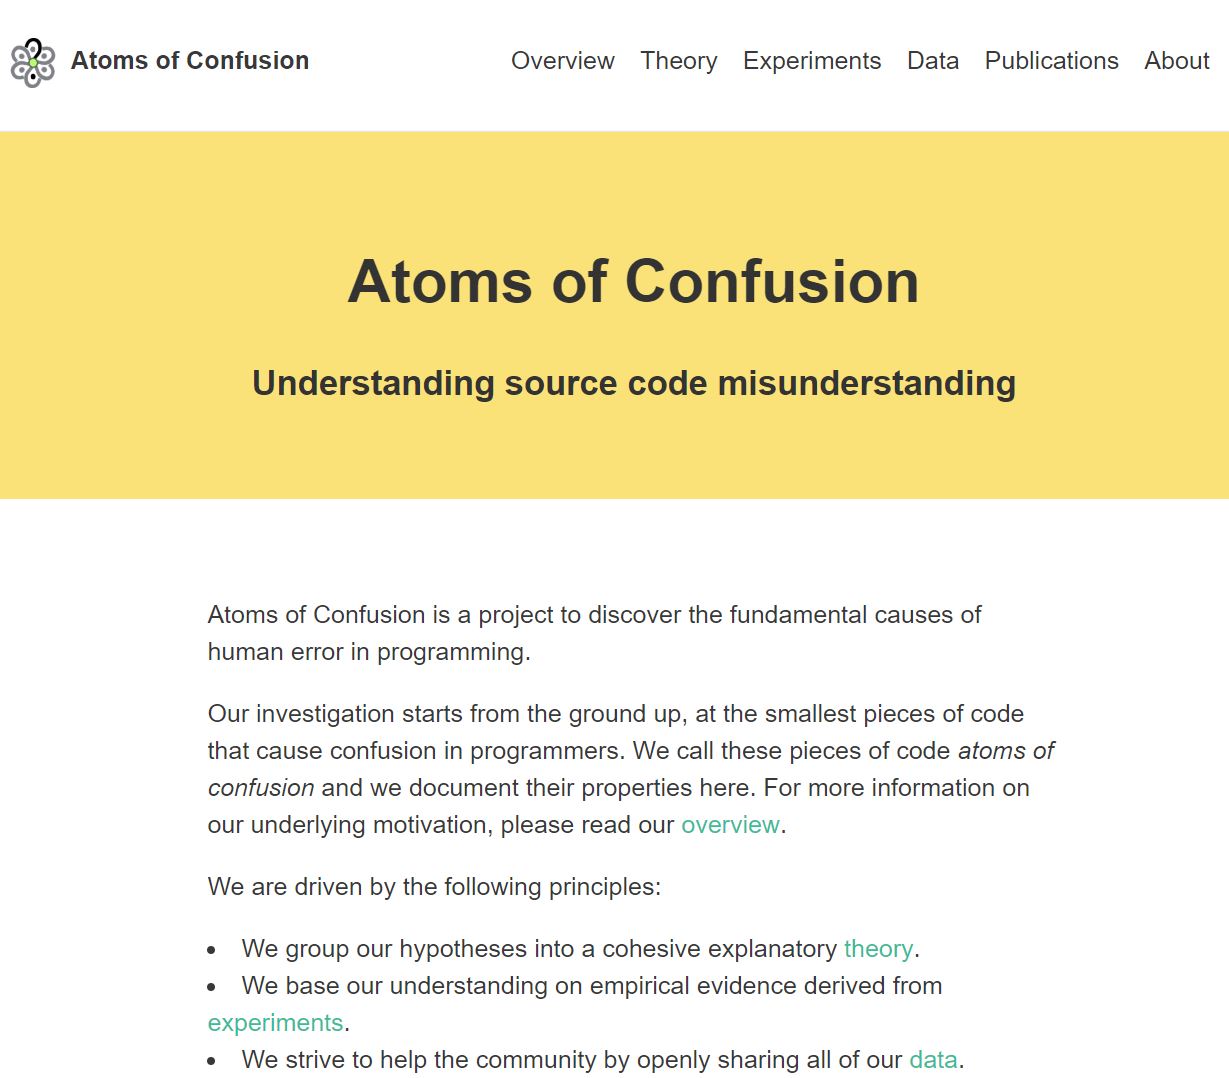 Atoms of Confusion
Overview Theory Experiments Data Publications About
Atoms of Confusion
Understanding source code misunderstanding
Atoms of Confusion is a project to discover the fundamental causes of
human error in programming.
Our investigation starts from the ground up, at the smallest pieces of code
that cause confusion in programmers. We call these pieces of code atoms of
confusion and we document their properties here. For more information on
our underlying motivation, please read our overview.
We are driven by the following principles:
• We group our hypotheses into a cohesive explanatory theory.
• We base our understanding on empirical evidence derived from
experiments.
• We strive to help the community by openly sharing all of our data.